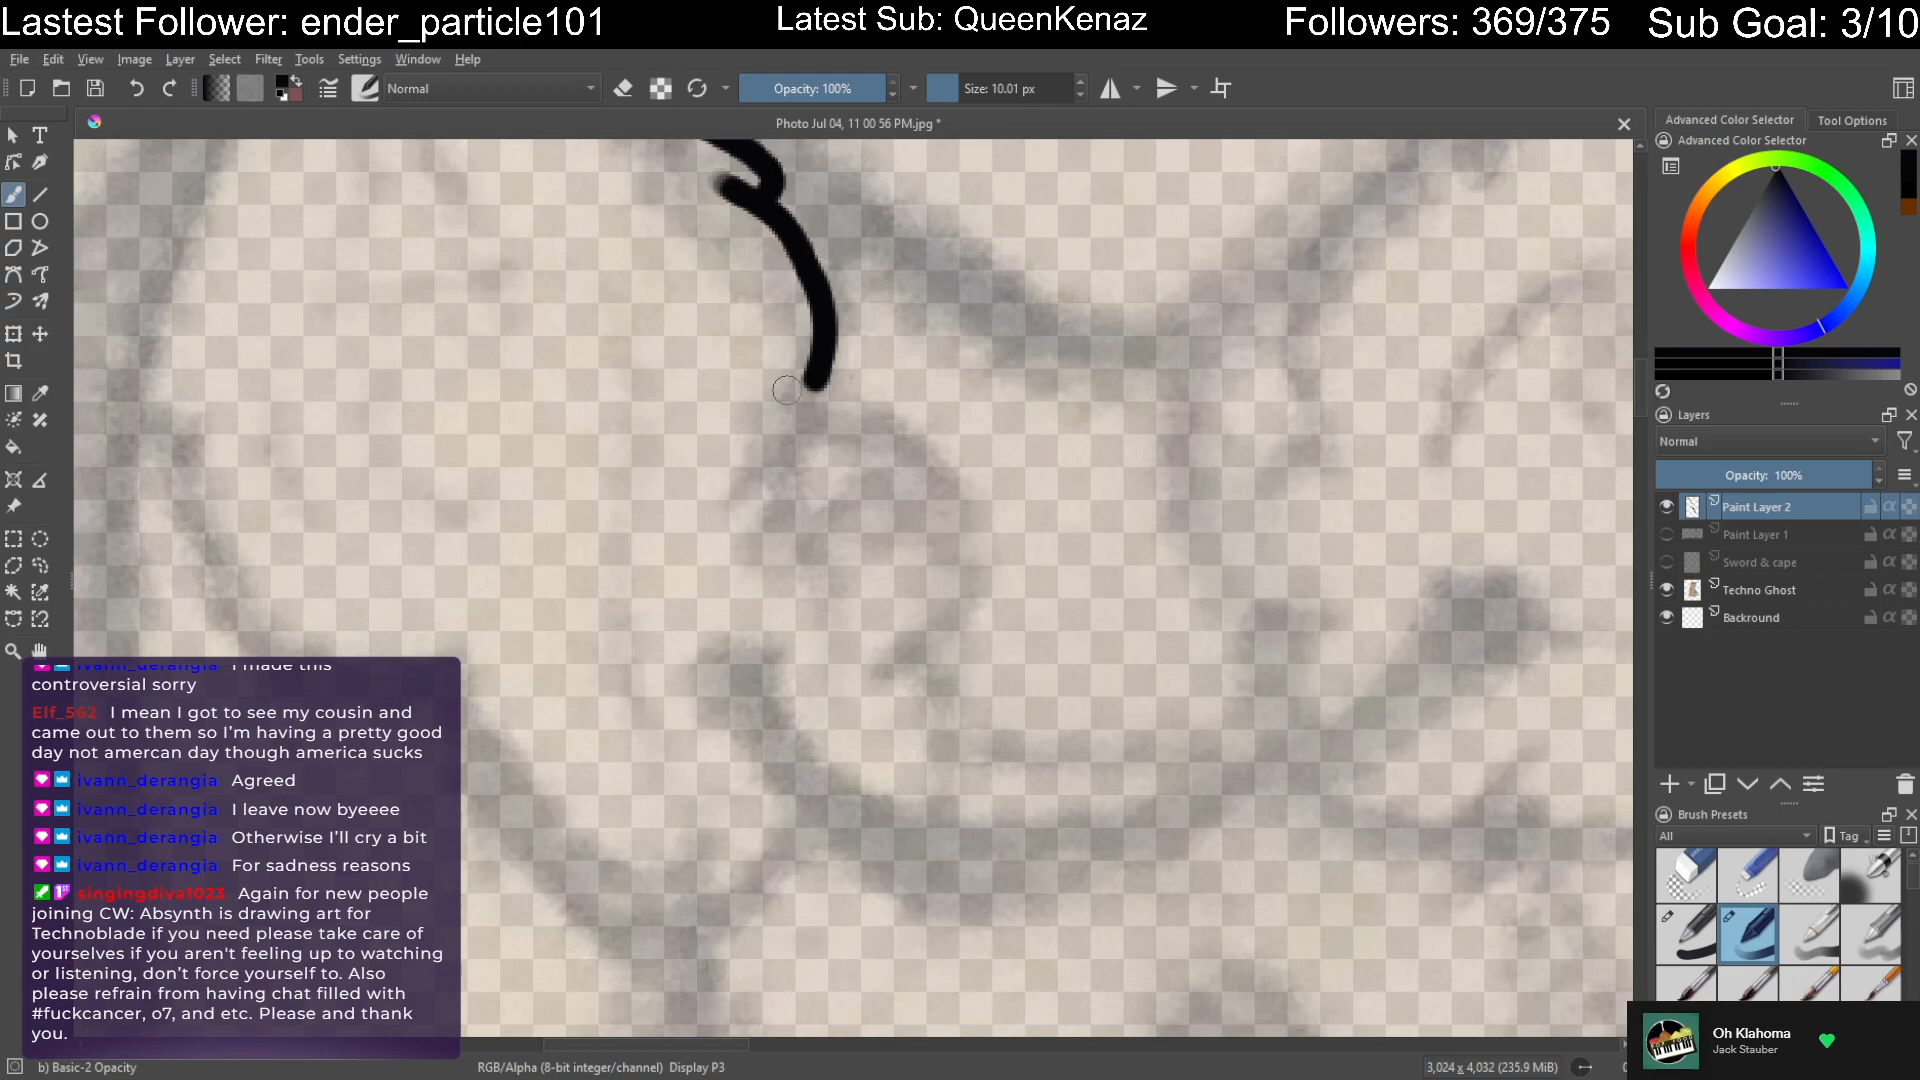 Lastest Follower: ender_particle101
Latest Sub: QueenKenaz
Followers: 369/375
Sub Goal: 3/10
File Edit View Image Layer Select Filter Tools Settings Window Help
Normal
Opacity: 100%
Size: 10.01 px
Photo Jul 04, 11 00 56 PM.jpg *
Advanced Color Selector
Tool Options
Advanced Color Selector
Layers
Normal
Opacity: 100%
Paint Layer 2
Paint Layer 1
Sword & cape
Techno Ghost
Backround
Brush Presets
All
Tag
ivann_derangia: I made this
controversial sorry
Elf_562 I mean I got to see my cousin and
came out to them so I'm having a pretty good
day not amercan day though america sucks
ivann_derangia: Agreed
ivann_derangia: I leave now byeeee
ivann_derangia: Otherwise I'll cry a bit
ivann_derangia: For sadness reasons
singingdiva1023 Again for new people
joining CW: Absynth is drawing art for
Technoblade if you need please take care of
yourselves if you aren't feeling up to watching
or listening, don't force yourself to. Also
please refrain from having chat filled with
#fuckcancer, o7, and etc. Please and thank
you.
Oh Klahoma
Jack Stauber
b) Basic-2 Opacity
RGB/Alpha (8-bit integer/channel) Display P3
3,024 x 4,032 (235.9 MiB)